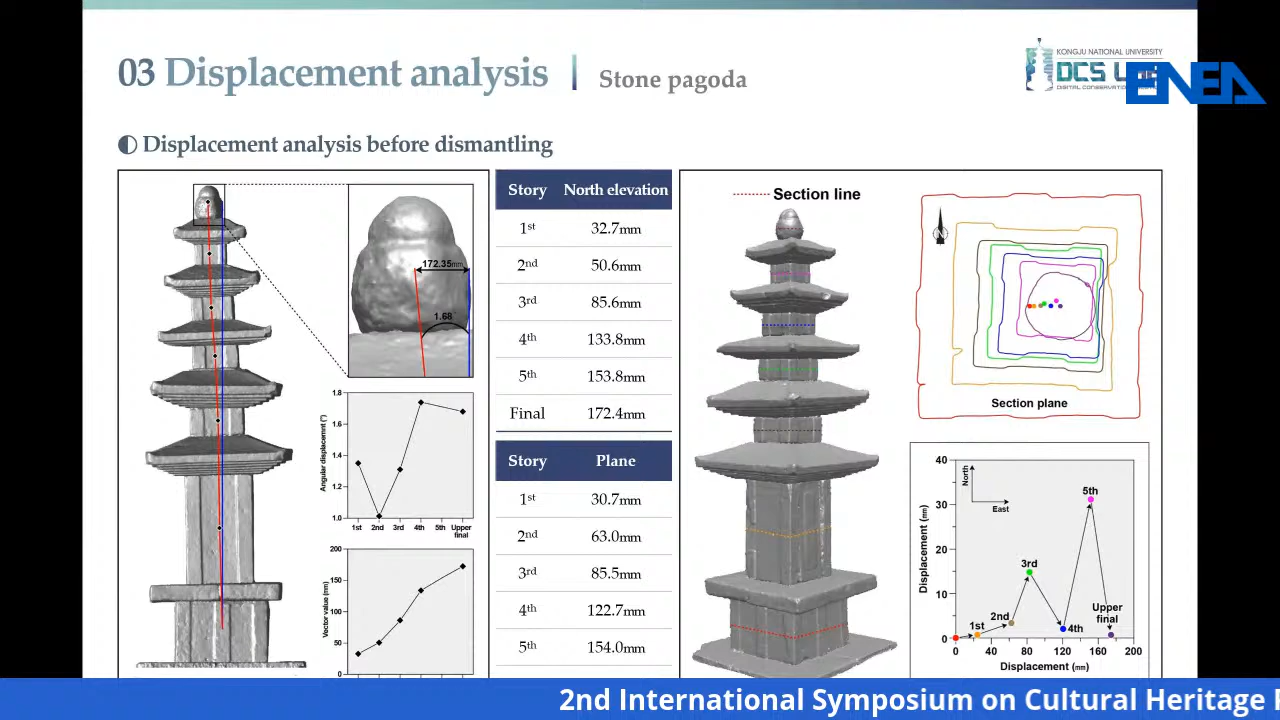 03 Displacement analysis | Stone pagoda
KONGJU NATIONAL UNIVERSITY
DCS
ENEA
Displacement analysis before dismantling
172.35mm
1.68°
Angular displacement (°)
1.8
1.6
1.4
1.2
1.0
1st 2nd 3rd 4th 5th Upper final
Vector value (mm)
200
150
100
50
0
Story North elevation
1st 32.7mm
2nd 50.6mm
3rd 85.6mm
4th 133.8mm
5th 153.8mm
Final 172.4mm
Story Plane
1st 30.7mm
2nd 63.0mm
3rd 85.5mm
4th 122.7mm
5th 154.0mm
Section line
N
Section plane
Displacement (mm)
40
30
20
10
0
North
East
1st
2nd
3rd
4th
5th
Upper
final
0 40 80 120 160 200
Displacement (mm)
2nd International Symposium on Cultural Heritage